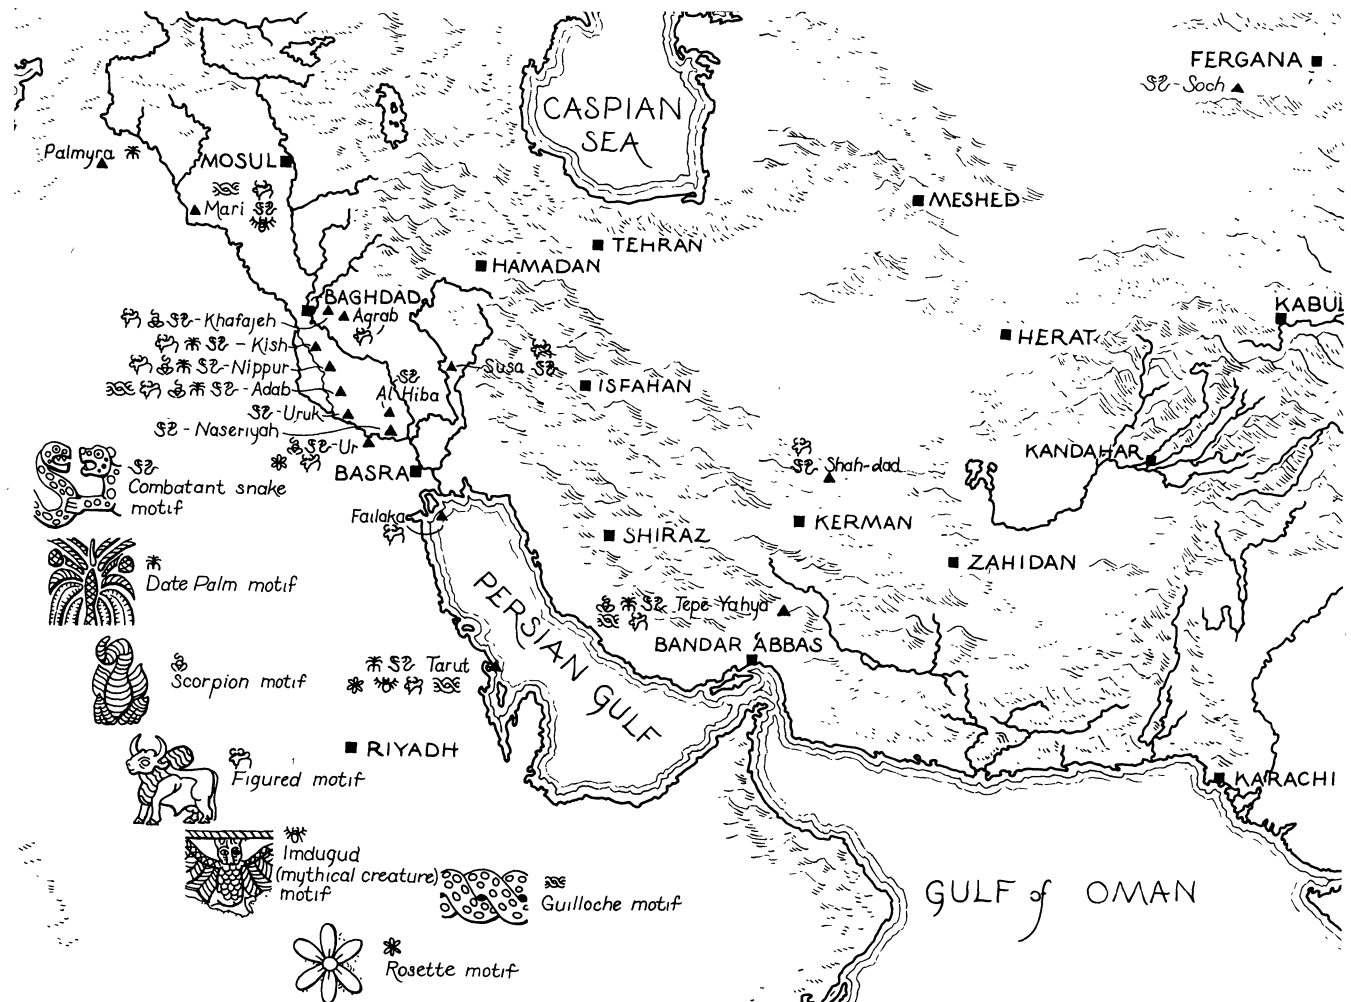 FERGANA
Soch
CASPIAN
SEA
Palmyra
MOSUL
Mari
MESHED
TEHRAN
HAMADAN
BAGHDAD
Khafajeh
Aqrab
KABUL
HERAT
Kish
Nippur
Susa
ISFAHAN
Adab
Al Hiba
Uruk
Naseriyah
Ur
BASRA
KANDAHAR
Shah-dad
Combatant snake
motif
Failaka
KERMAN
SHIRAZ
ZAHIDAN
Date Palm motif
PERSIAN GULF
Tepe Yahya
BANDAR ABBAS
Tarut
Scorpion motif
RIYADH
Figured motif
KARACHI
Imdugud
(mythical creature)
motif
Guilloche motif
GULF of OMAN
Rosette motif